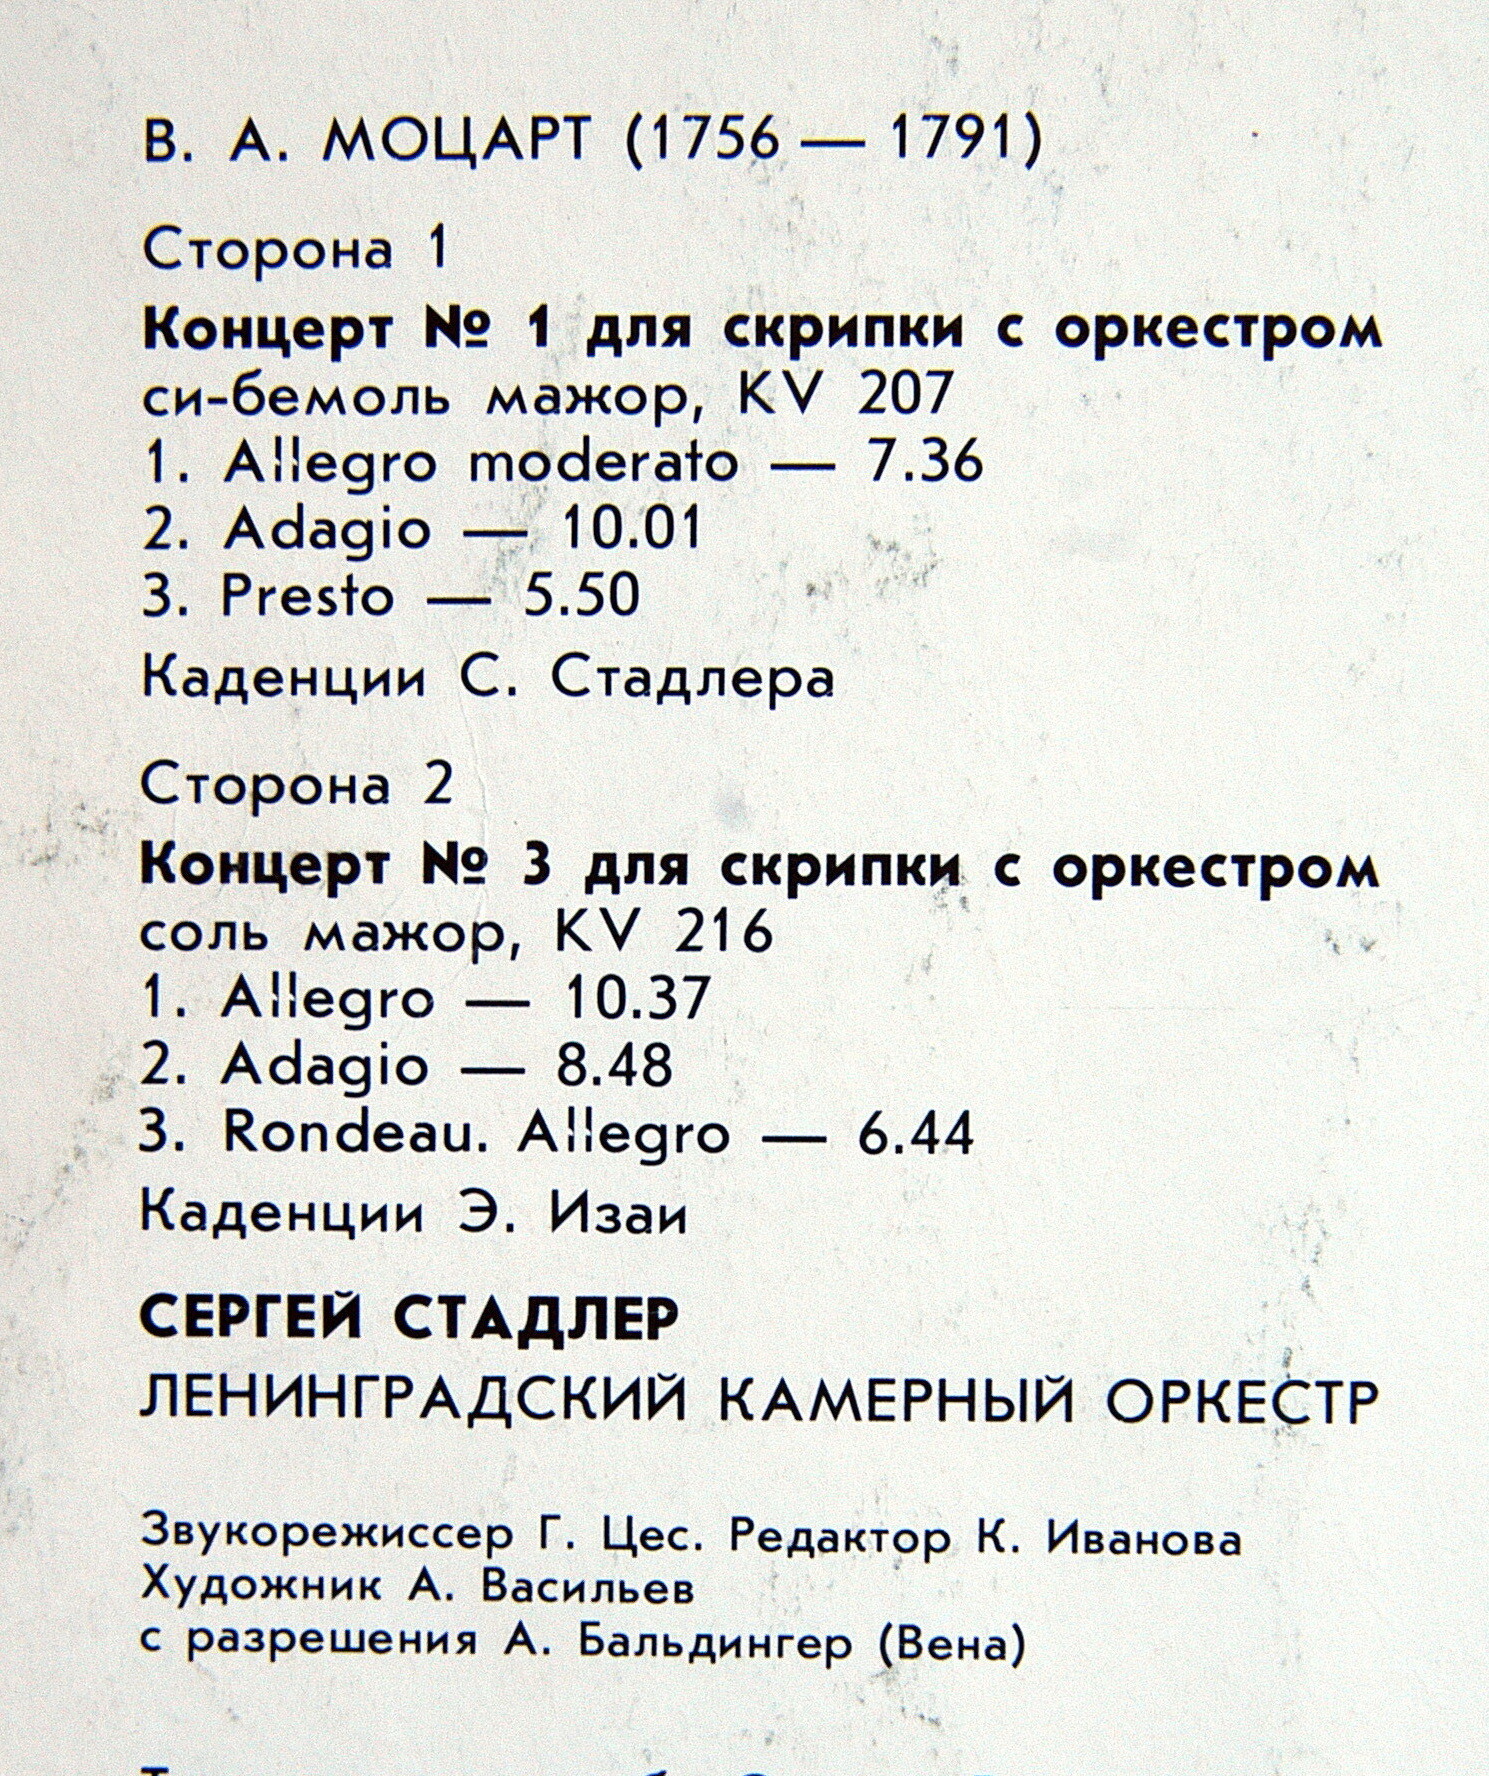 В. А. МОЦАРТ (1756 — 1791)
Сторона 1
Концерт № 1 для скрипки с оркестром
си-бемоль мажор, KV 207
1. Allegro moderato — 7.36
2. Adagio — 10.01
3. Presto — 5.50
Каденции С. Стадлера
Сторона 2
Концерт № 3 для скрипки с оркестром
соль мажор, KV 216
1. Allegro — 10.37
2. Adagio — 8.48
3. Rondeau. Allegro — 6.44
Каденции Э. Изаи
СЕРГЕЙ СТАДЛЕР
ЛЕНИНГРАДСКИЙ КАМЕРНЫЙ ОРКЕСТР
Звукорежиссер Г. Цес. Редактор К. Иванова
Художник А. Васильев
с разрешения А. Бальдингер (Вена)